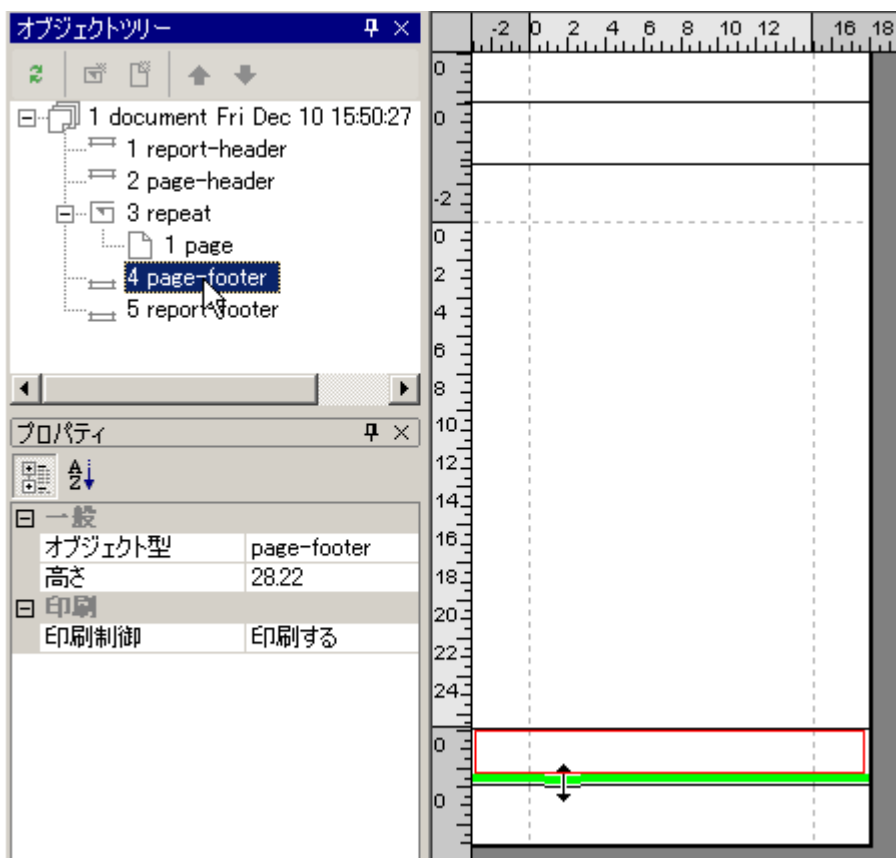 オブジェクトツリー
1 document Fri Dec 10 15:50:27
1 report-header
2 page-header
3 repeat
1 page
4 page-footer
5 report-footer
プロパティ
A
Z
一般
オブジェクト型 page-footer
高さ 28.22
印刷
印刷制御 印刷する
-2 0 2 4 6 8 10 12 16 18
0
0
-2
0
2
4
6
8
10
12
14
16
18
20
22
24
0
0